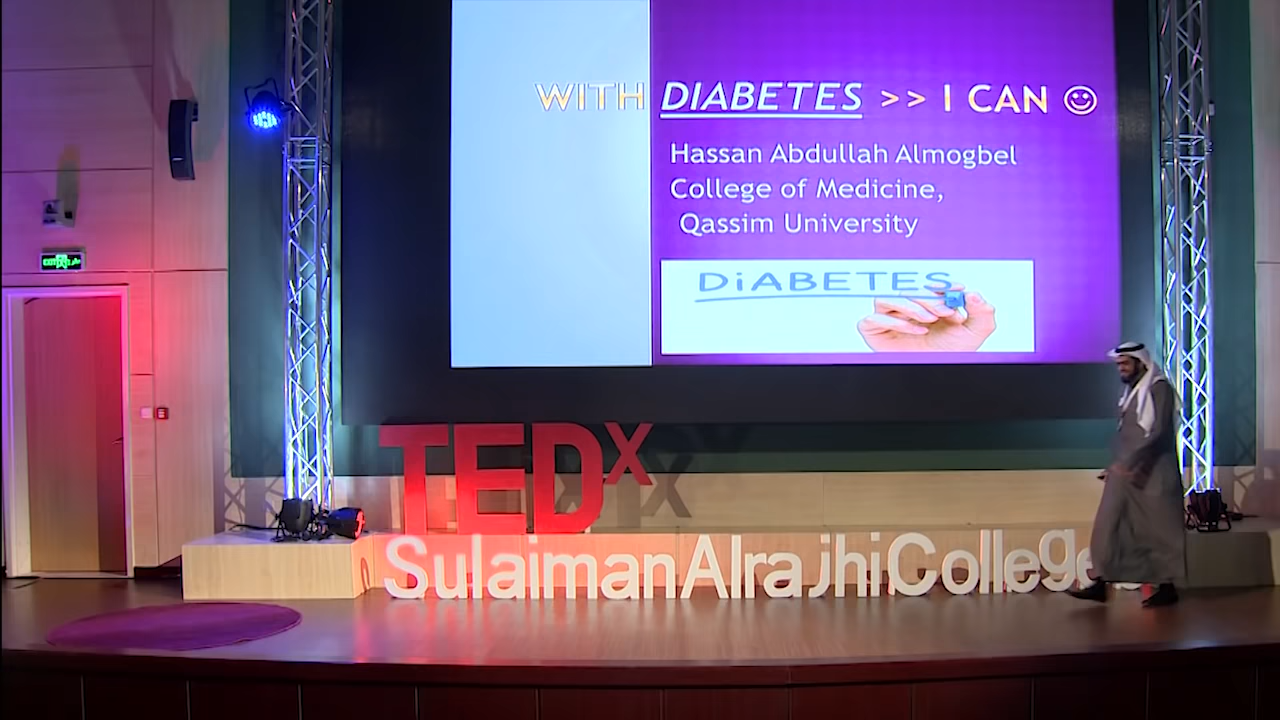 WITH DIABETES >> I CAN ☺
Hassan Abdullah Almogbel
College of Medicine,
Qassim University
DiABETES
TEDx
SulaimanAlrajhiCollege